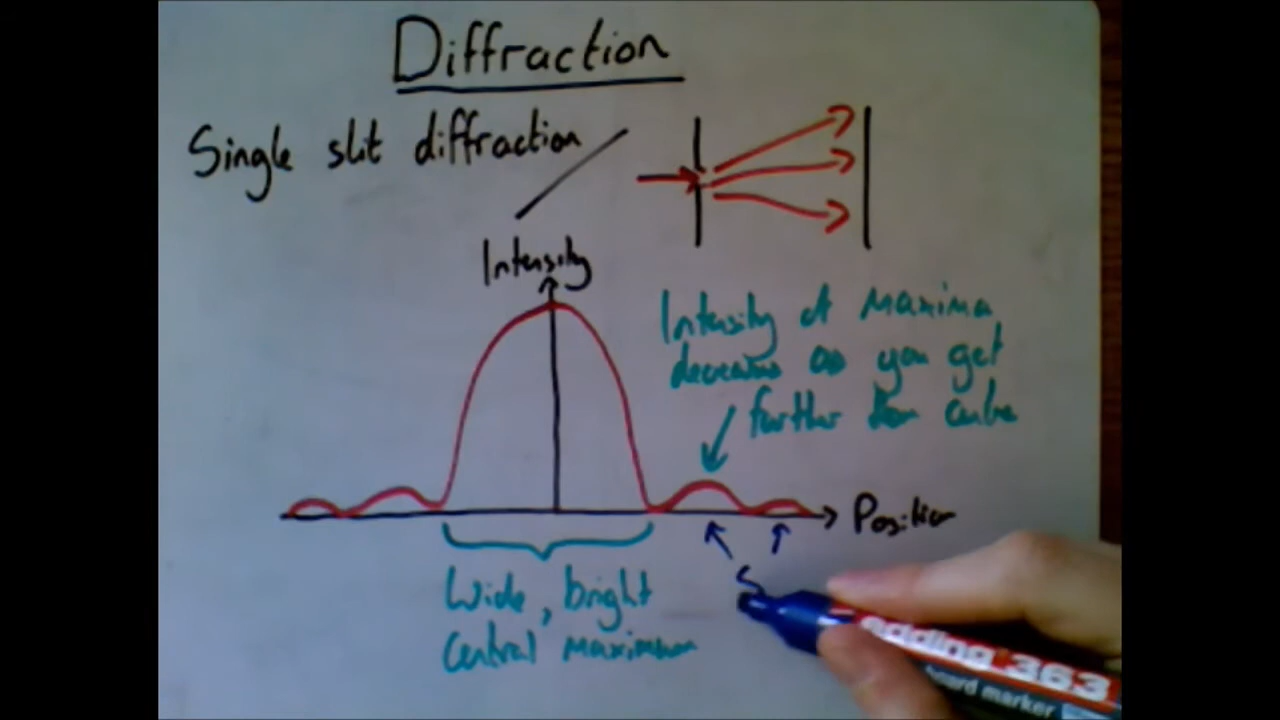 Diffraction
Single slit diffraction
Intensity
Intensity of maxima
decreases as you get
further from centre
Position
Wide, bright
central maximum
S
edding 363
board marker